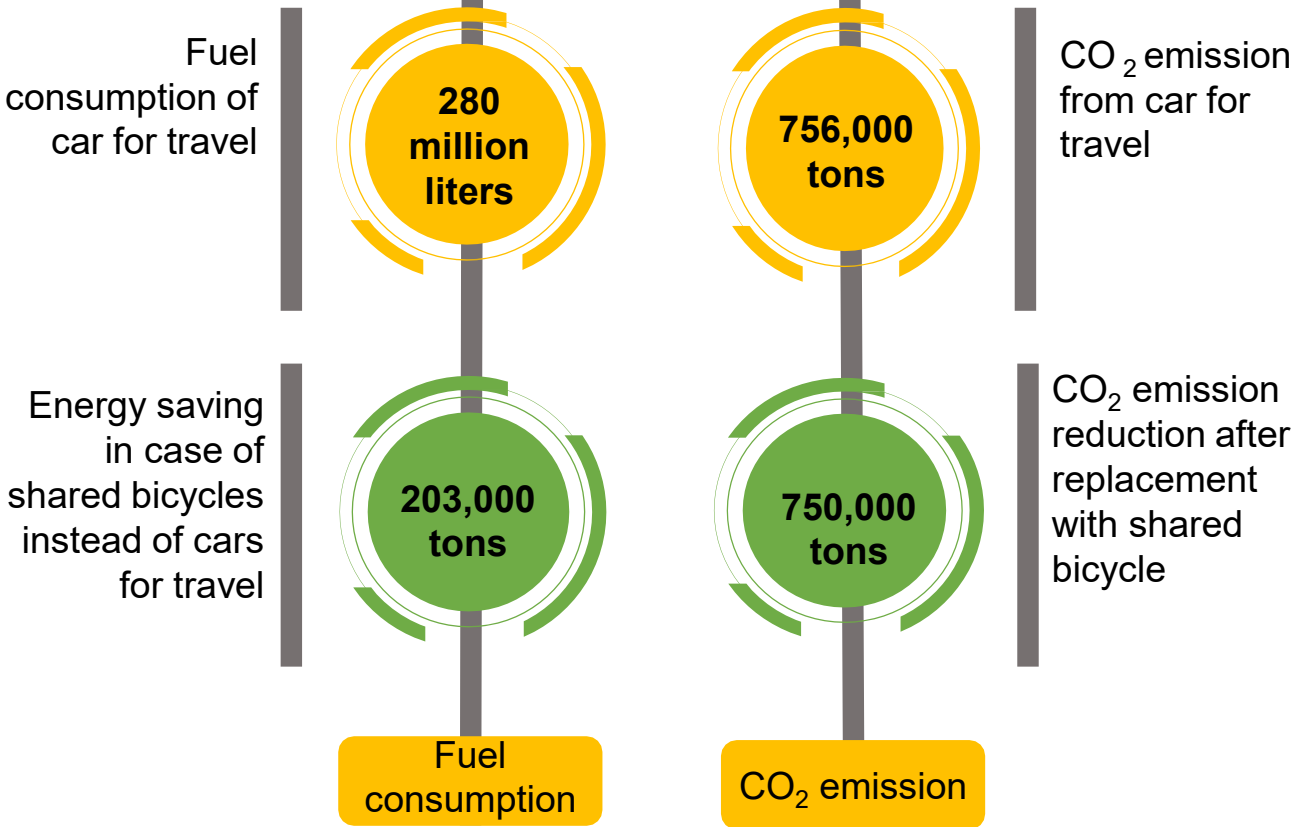 Fuel
consumption of
car for travel
280
million
liters
756,000
tons
CO₂ emission
from car for
travel
Energy saving
in case of
shared bicycles
instead of cars
for travel
203,000
tons
750,000
tons
CO₂ emission
reduction after
replacement
with shared
bicycle
Fuel
consumption
CO₂ emission